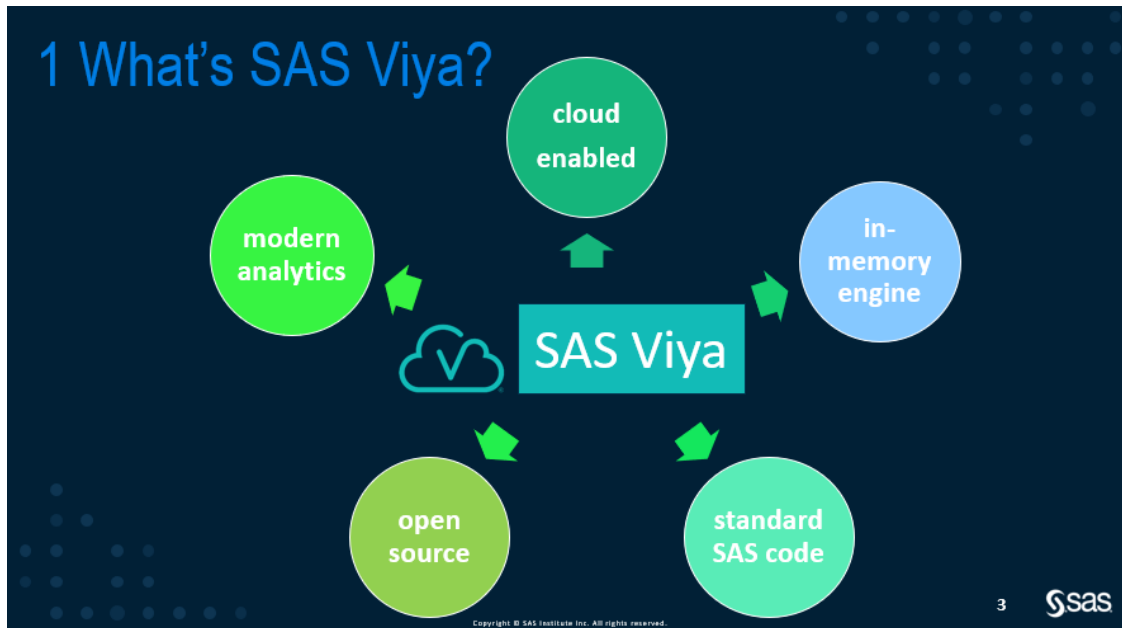 1 What's SAS Viya?
cloud
enabled
modern
analytics
in-
memory
engine
SAS Viya
open
source
standard
SAS code
3
sas
Copyright © SAS Institute Inc. All rights reserved.